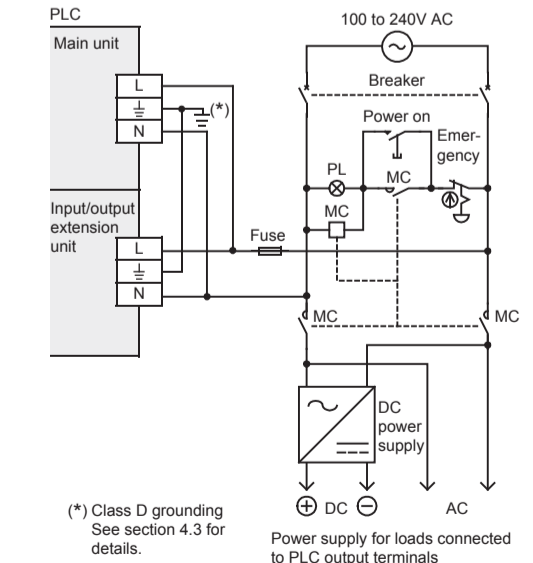 PLC
100 to 240V AC
Main unit
Breaker
L
(*)
N
Power on
Emer-
gency
PL
MC
MC
Input/output
extension
unit
Fuse
L
N
MC
MC
DC
power
supply
DC
AC
(*) Class D grounding
See section 4.3 for
details.
Power supply for loads connected
to PLC output terminals